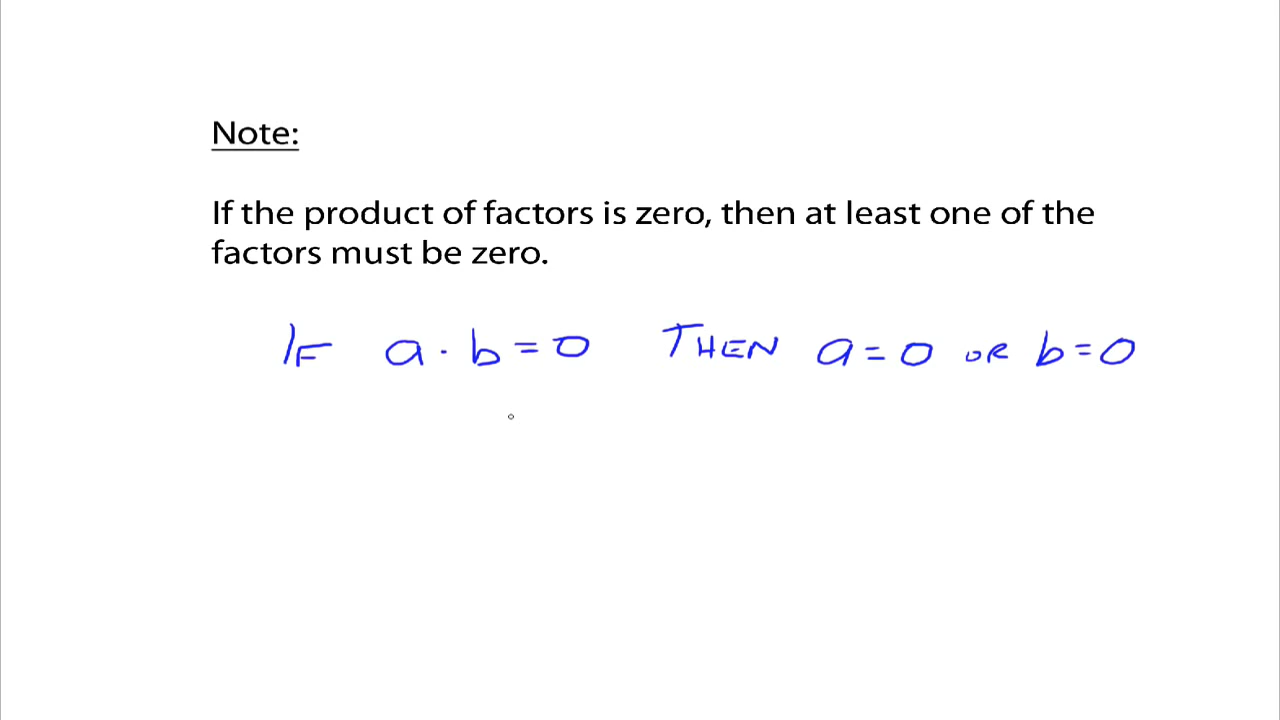 Note:
If the product of factors is zero, then at least one of the
factors must be zero.
IF a · b = 0 THEN a = 0 OR b = 0